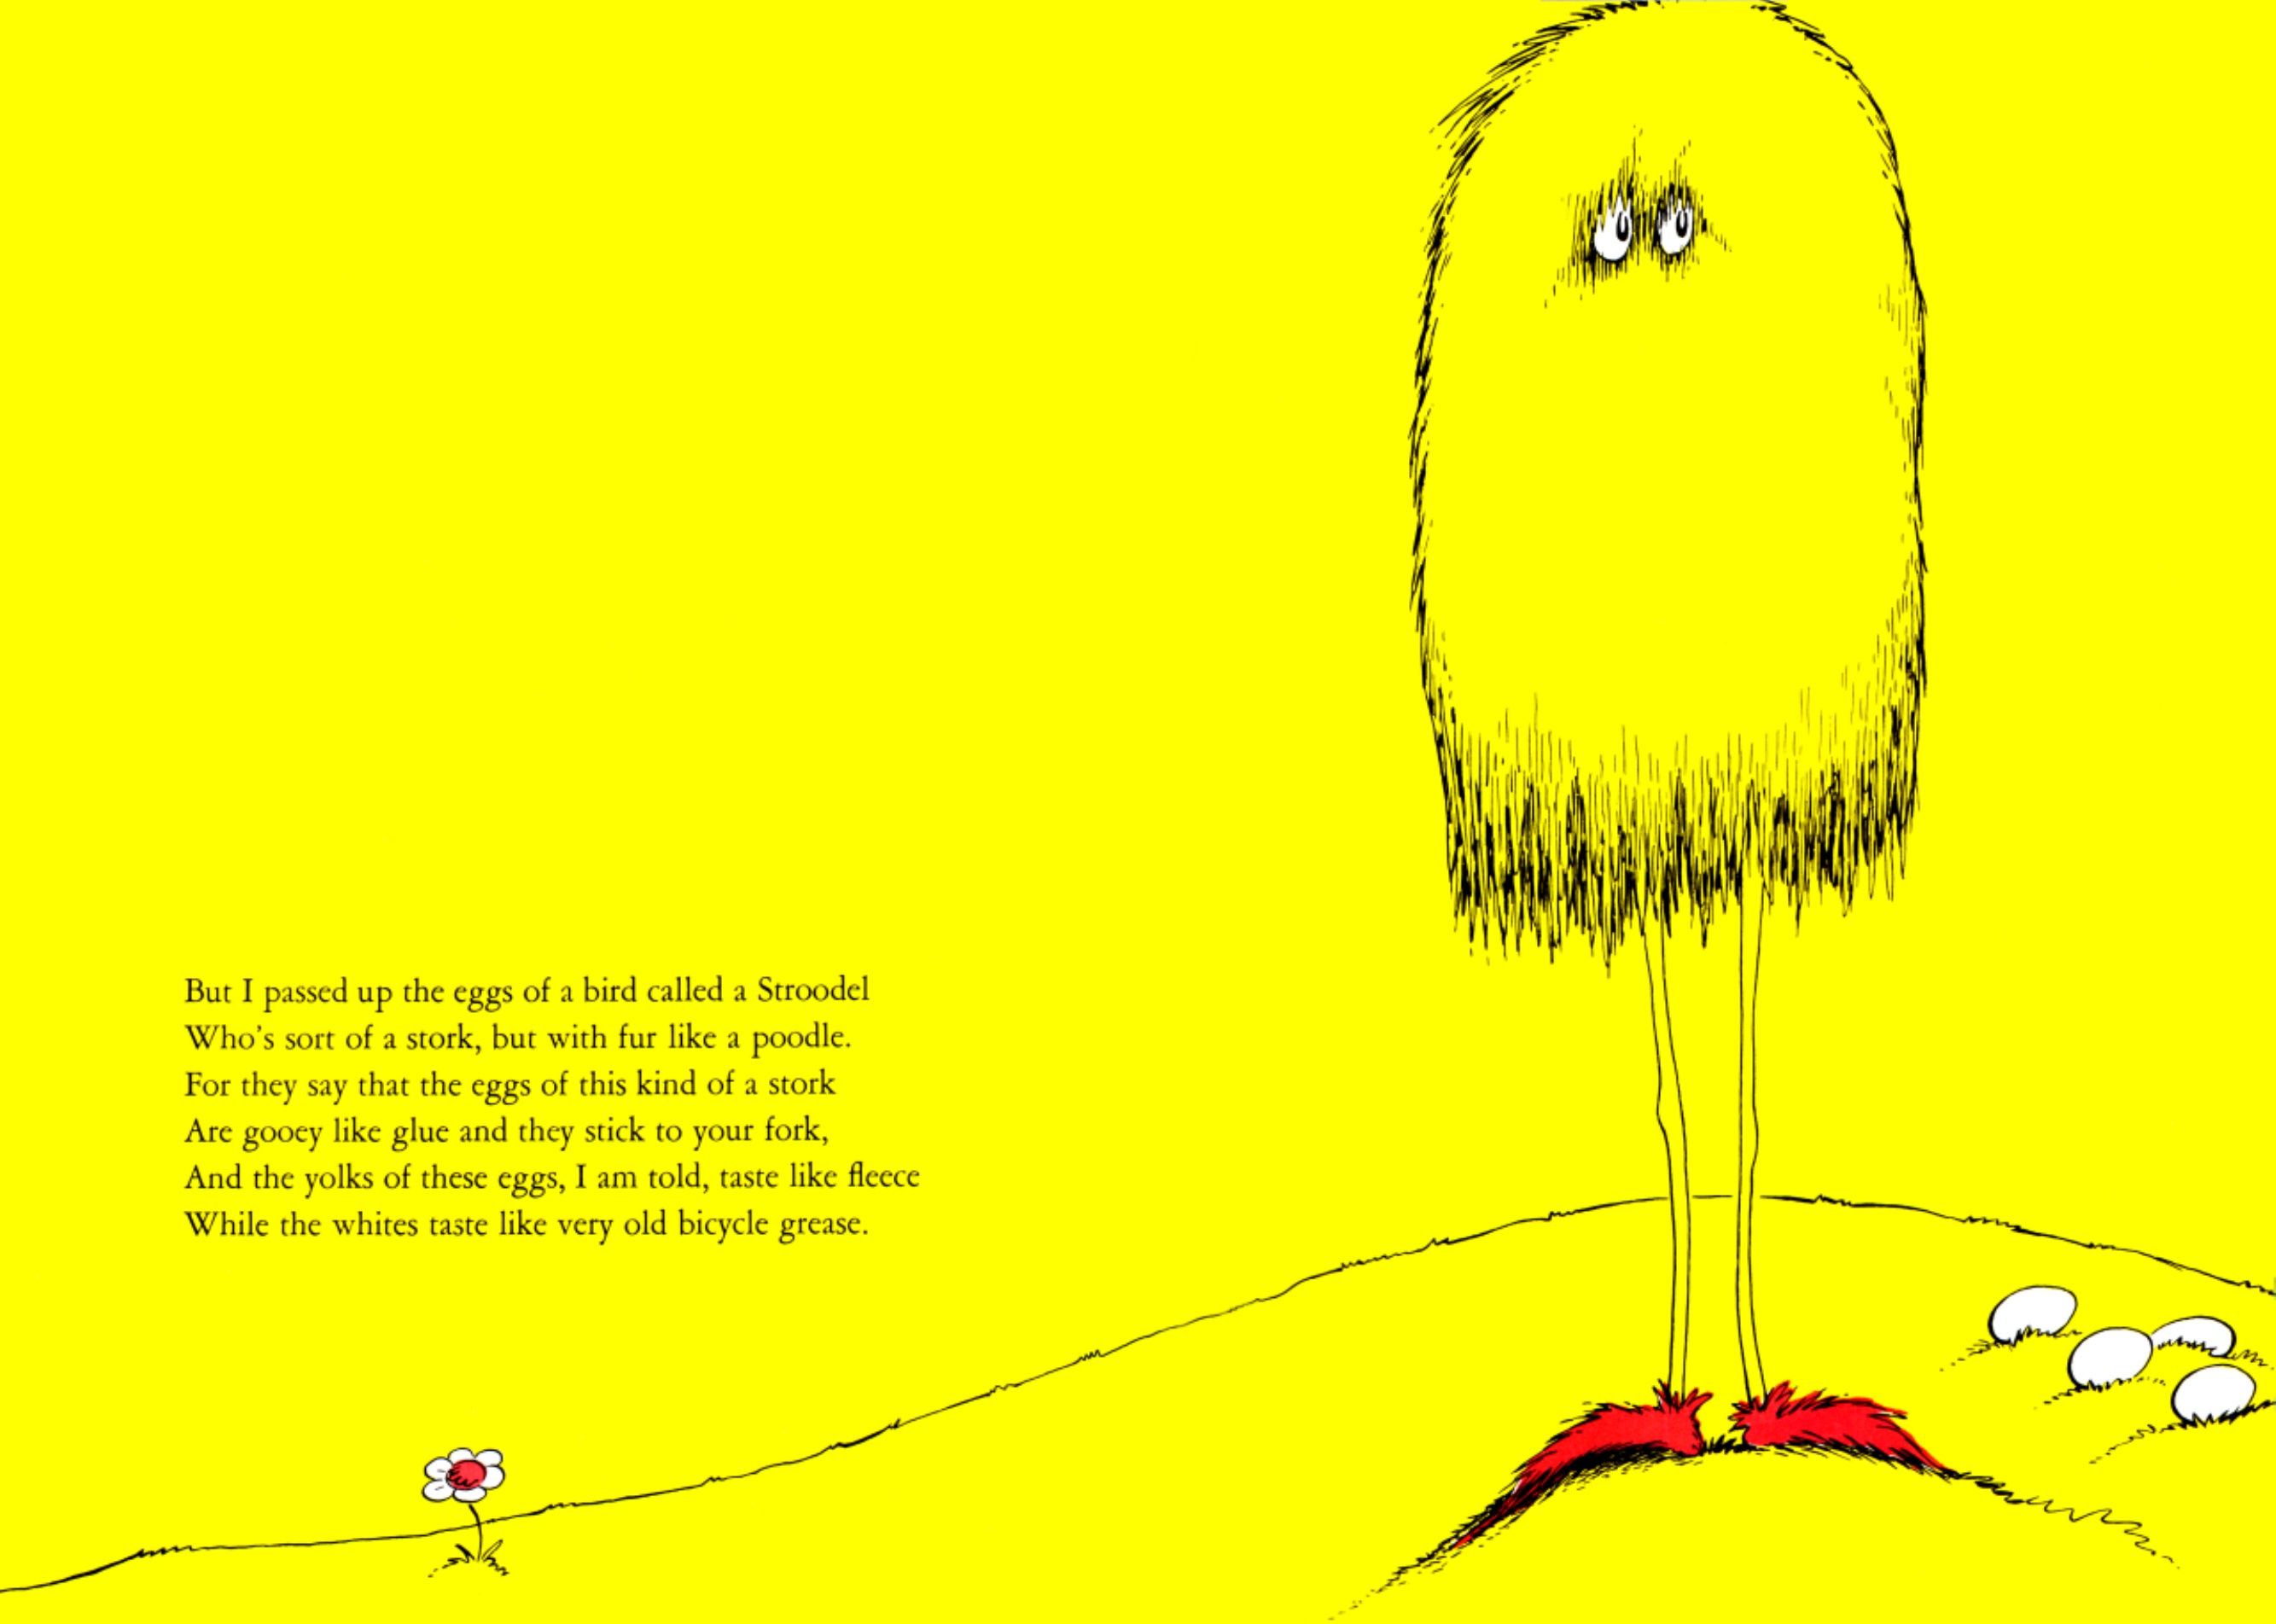 But I passed up the eggs of a bird called a Stroodel
Who's sort of a stork, but with fur like a poodle.
For they say that the eggs of this kind of a stork
Are gooey like glue and they stick to your fork,
And the yolks of these eggs, I am told, taste like fleece
While the whites taste like very old bicycle grease.